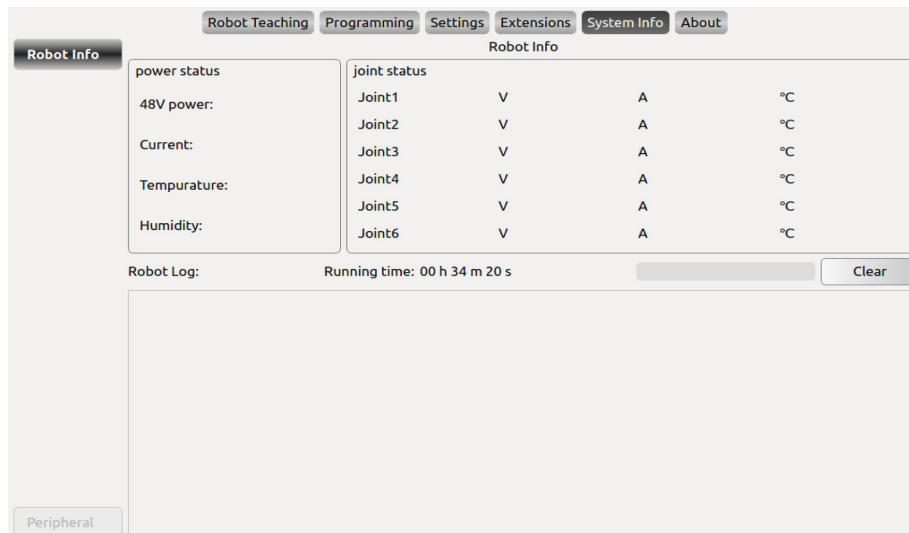 Robot Teaching Programming Settings Extensions System Info About
Robot Info
Robot Info
power status
48V power:
Current:
Tempurature:
Humidity:
joint status
Joint1 V A °C
Joint2 V A °C
Joint3 V A °C
Joint4 V A °C
Joint5 V A °C
Joint6 V A °C
Robot Log: Running time: 00 h 34 m 20 s Clear
Peripheral